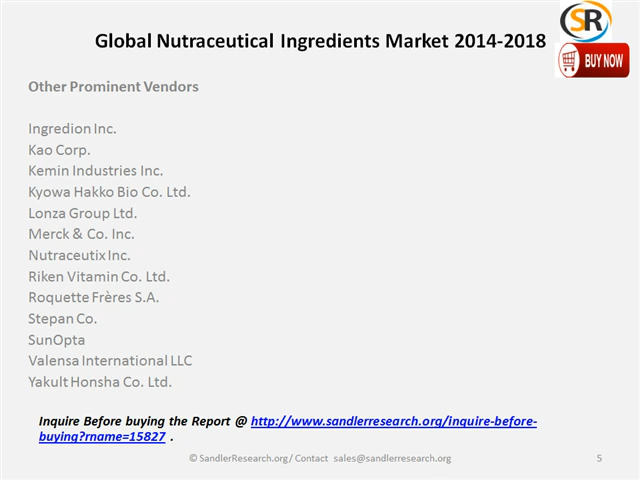 Global Nutraceutical Ingredients Market 2014-2018
SR
BUY NOW
Other Prominent Vendors
Ingredion Inc.
Kao Corp.
Kemin Industries Inc.
Kyowa Hakko Bio Co. Ltd.
Lonza Group Ltd.
Merck & Co. Inc.
Nutraceutix Inc.
Riken Vitamin Co. Ltd.
Roquette Frères S.A.
Stepan Co.
SunOpta
Valensa International LLC
Yakult Honsha Co. Ltd.
Inquire Before buying the Report @ http://www.sandlerresearch.org/inquire-before-
buying?rname=15827 .
© SandlerResearch.org/ Contact sales@sandlerresearch.org
5